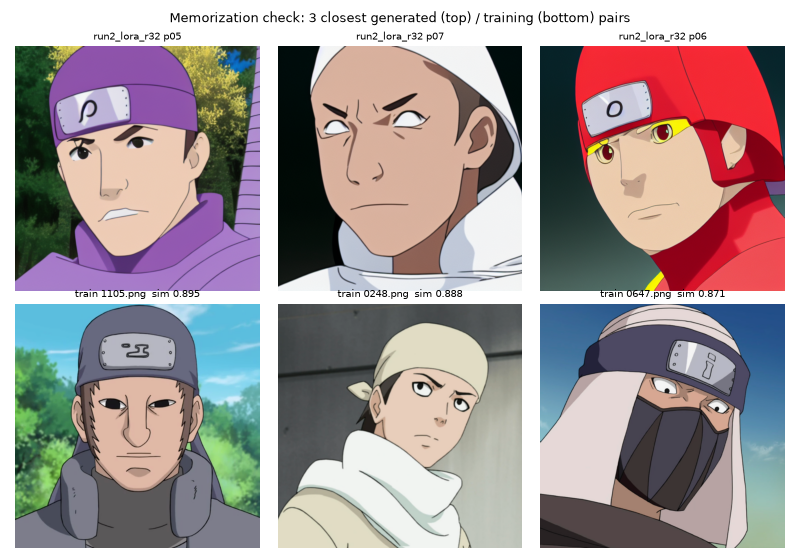 Memorization check: 3 closest generated (top) / training (bottom) pairs
run2_lora_r32 p05
run2_lora_r32 p07
run2_lora_r32 p06
train 1105.png  sim 0.895
train 0248.png  sim 0.888
train 0647.png  sim 0.871